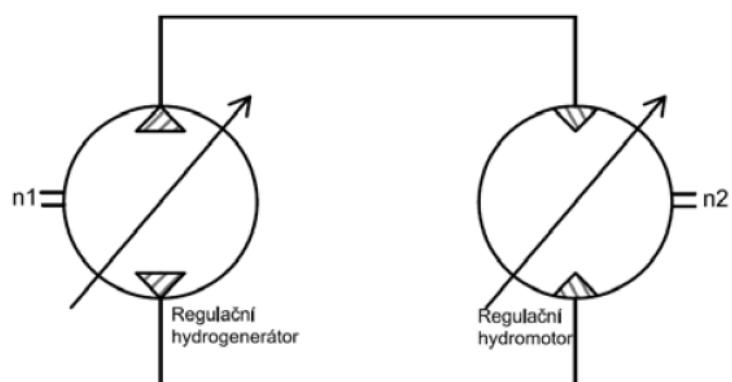 n1
n2
Regulační
hydrogenerátor
Regulační
hydromotor